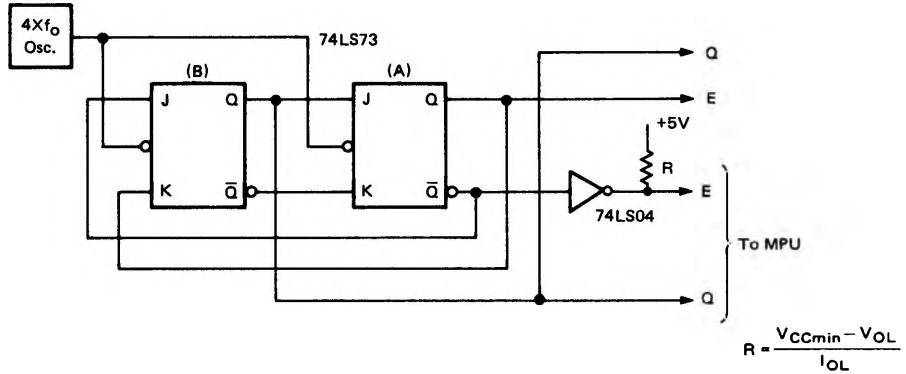 4Xfo
Osc.
74LS73
(B)
(A)
J Q
K Q̅
J Q
K Q̅
Q
E
+5V
R
74LS04
E
To MPU
Q
R = (VCCmin − VOL) / IOL